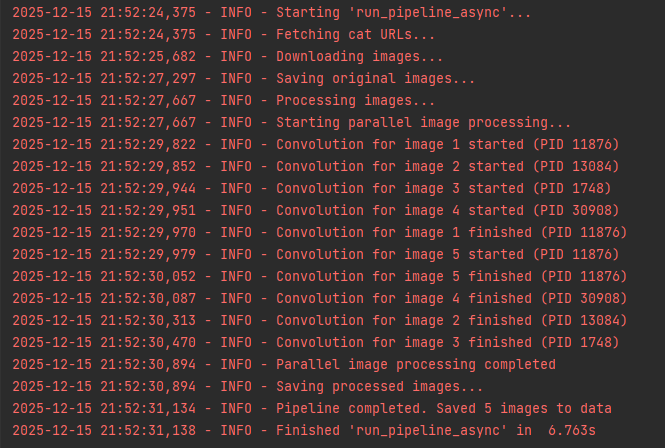 2025-12-15 21:52:24,375 - INFO - Starting 'run_pipeline_async'...
2025-12-15 21:52:24,375 - INFO - Fetching cat URLs...
2025-12-15 21:52:25,682 - INFO - Downloading images...
2025-12-15 21:52:27,297 - INFO - Saving original images...
2025-12-15 21:52:27,667 - INFO - Processing images...
2025-12-15 21:52:27,667 - INFO - Starting parallel image processing...
2025-12-15 21:52:29,822 - INFO - Convolution for image 1 started (PID 11876)
2025-12-15 21:52:29,852 - INFO - Convolution for image 2 started (PID 13084)
2025-12-15 21:52:29,944 - INFO - Convolution for image 3 started (PID 1748)
2025-12-15 21:52:29,951 - INFO - Convolution for image 4 started (PID 30908)
2025-12-15 21:52:29,970 - INFO - Convolution for image 1 finished (PID 11876)
2025-12-15 21:52:29,979 - INFO - Convolution for image 5 started (PID 11876)
2025-12-15 21:52:30,052 - INFO - Convolution for image 5 finished (PID 11876)
2025-12-15 21:52:30,087 - INFO - Convolution for image 4 finished (PID 30908)
2025-12-15 21:52:30,313 - INFO - Convolution for image 2 finished (PID 13084)
2025-12-15 21:52:30,470 - INFO - Convolution for image 3 finished (PID 1748)
2025-12-15 21:52:30,894 - INFO - Parallel image processing completed
2025-12-15 21:52:30,894 - INFO - Saving processed images...
2025-12-15 21:52:31,134 - INFO - Pipeline completed. Saved 5 images to data
2025-12-15 21:52:31,138 - INFO - Finished 'run_pipeline_async' in  6.763s